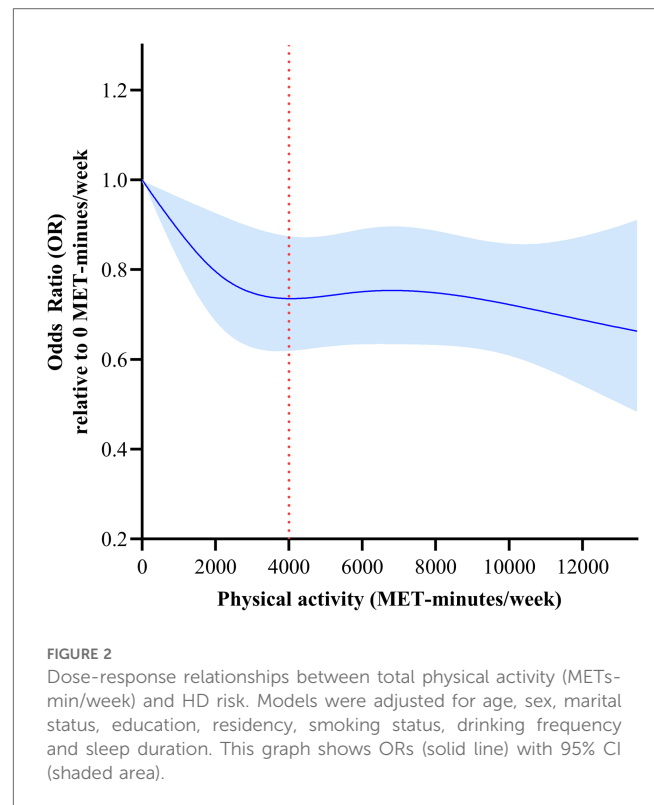 1.2
1.0
0.8
0.6
0.4
0.2
Odds Ratio (OR)
relative to 0 MET-minues/week
0 2000 4000 6000 8000 10000 12000
Physical activity (MET-minutes/week)
FIGURE 2
Dose-response relationships between total physical activity (METs-
min/week) and HD risk. Models were adjusted for age, sex, marital
status, education, residency, smoking status, drinking frequency
and sleep duration. This graph shows ORs (solid line) with 95% CI
(shaded area).